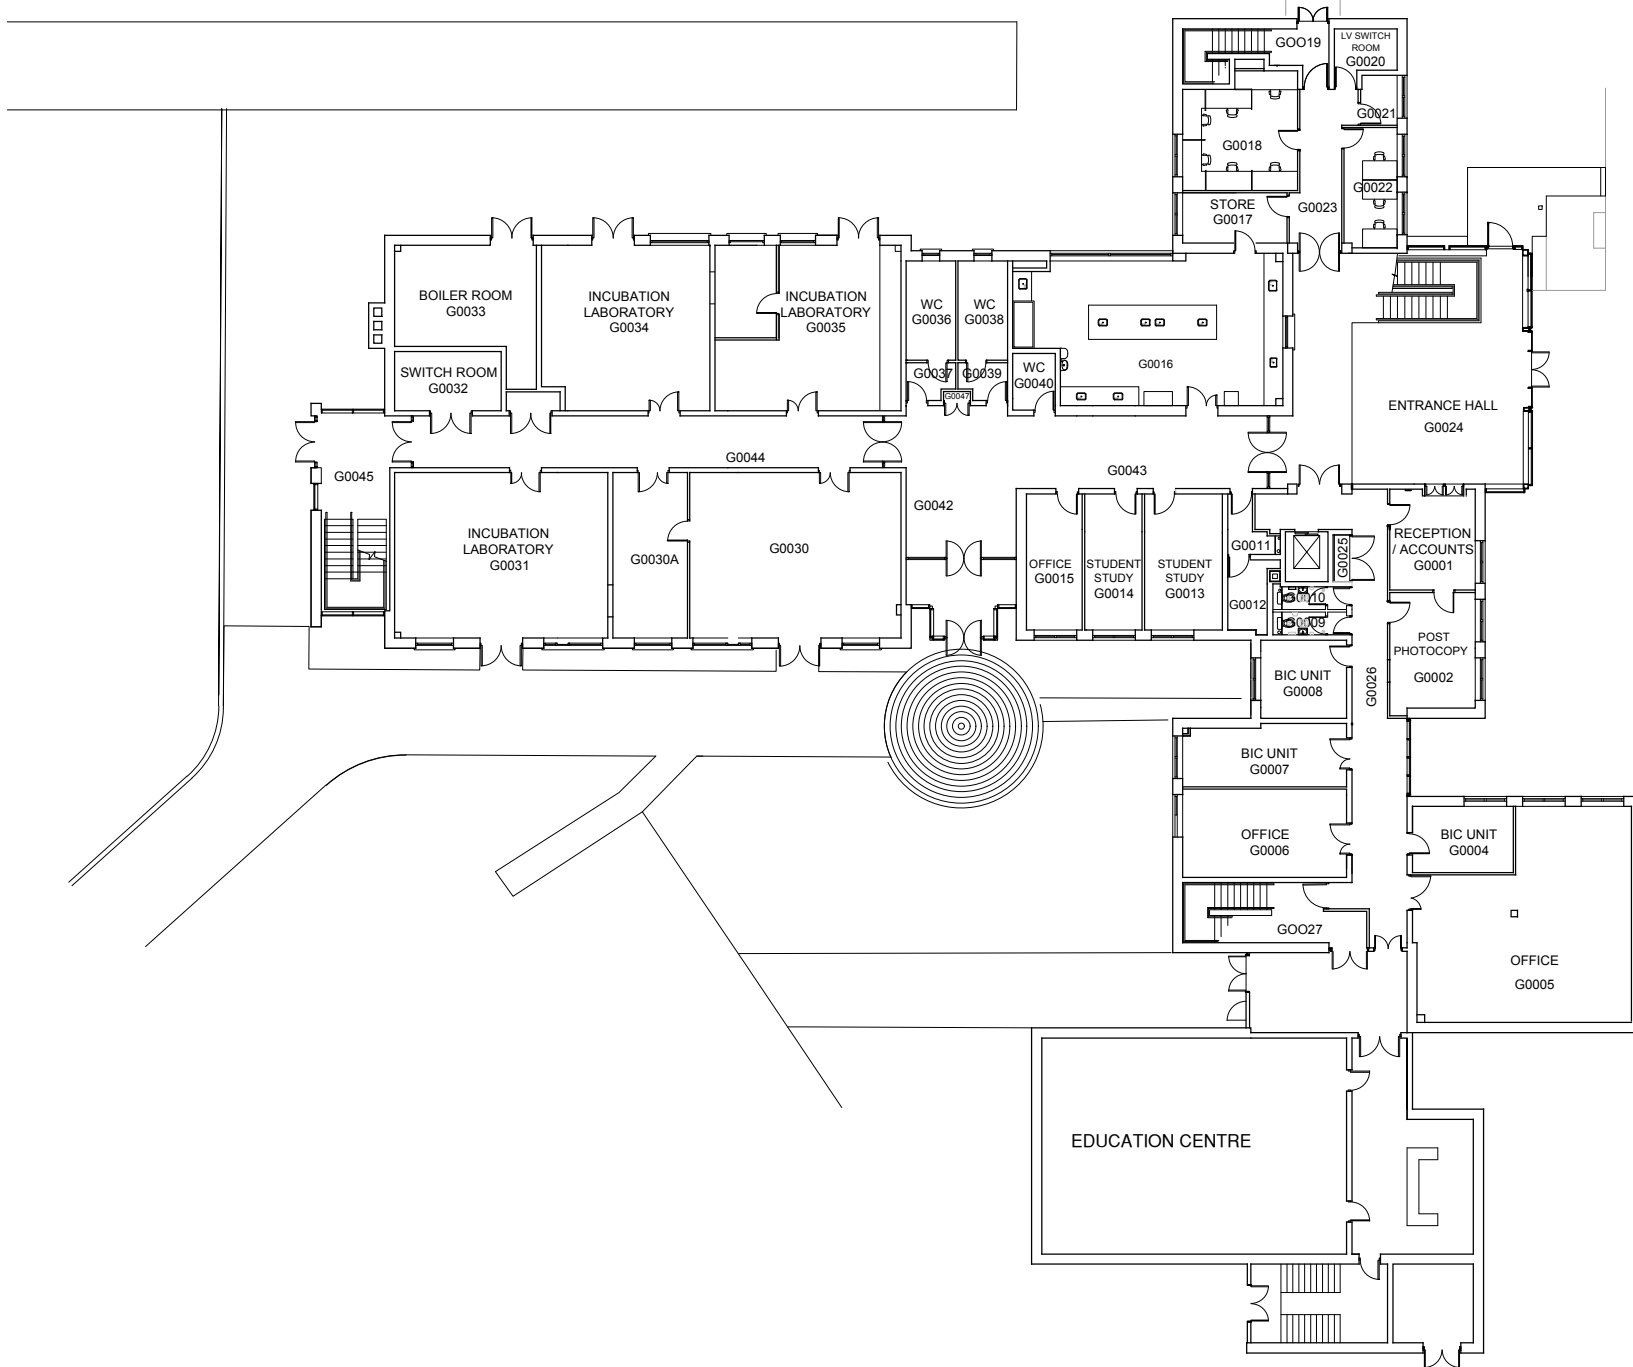 GOO19
LV SWITCH
ROOM
G0020
G0021
G0018
G0022
STORE
G0017
G0023
BOILER ROOM
G0033
INCUBATION
LABORATORY
G0034
INCUBATION
LABORATORY
G0035
WC
G0036
WC
G0038
G0016
SWITCH ROOM
G0032
G0037
G0039
WC
G0040
G0047
ENTRANCE HALL
G0024
G0045
G0044
G0043
G0042
INCUBATION
LABORATORY
G0031
G0030A
G0030
OFFICE
G0015
STUDENT
STUDY
G0014
STUDENT
STUDY
G0013
G0011
G0025
RECEPTION
/ ACCOUNTS
G0001
G0012
G0010
G0009
POST
PHOTOCOPY
G0002
BIC UNIT
G0008
G0026
BIC UNIT
G0007
OFFICE
G0006
BIC UNIT
G0004
GOO27
OFFICE
G0005
EDUCATION CENTRE